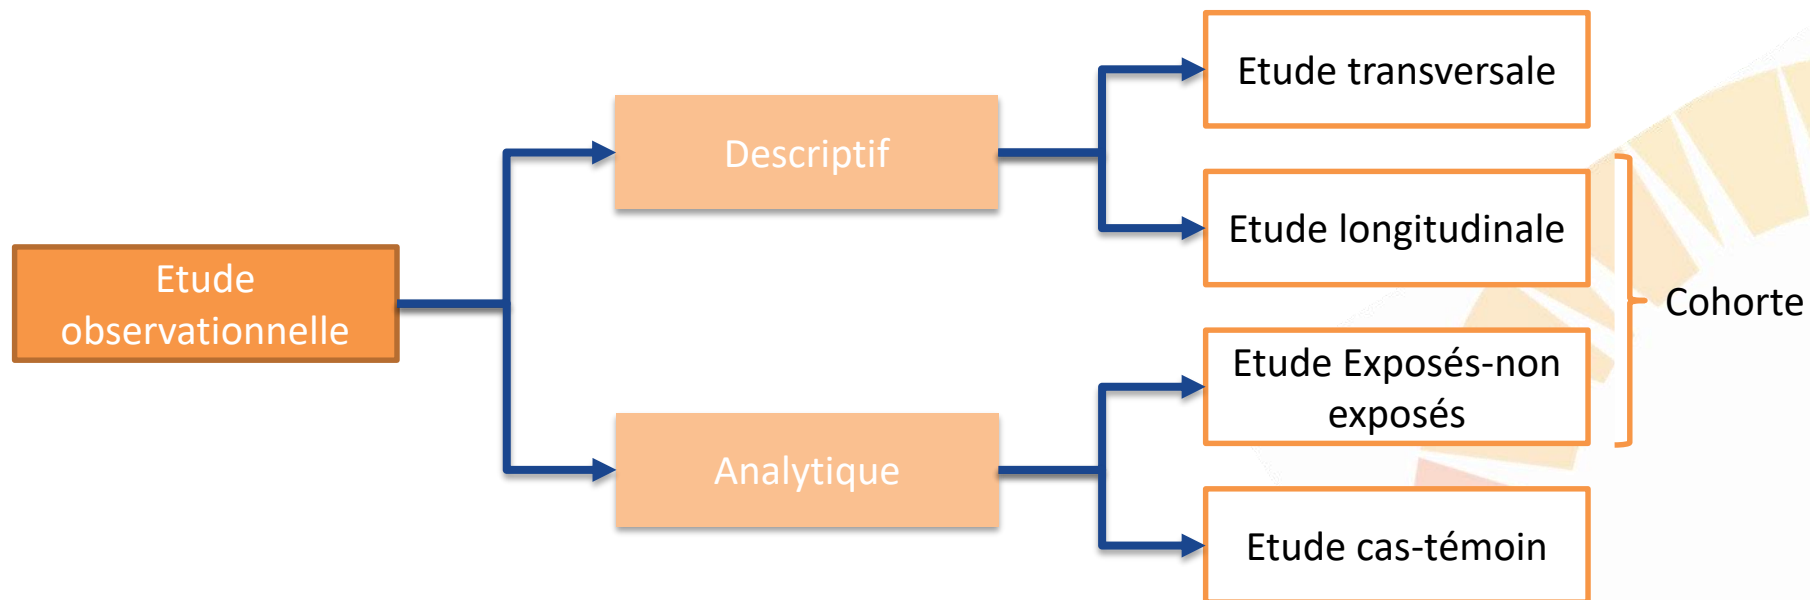 Etude
observationnelle
Descriptif
Analytique
Etude transversale
Etude longitudinale
Etude Exposés-non
exposés
Etude cas-témoin
Cohorte